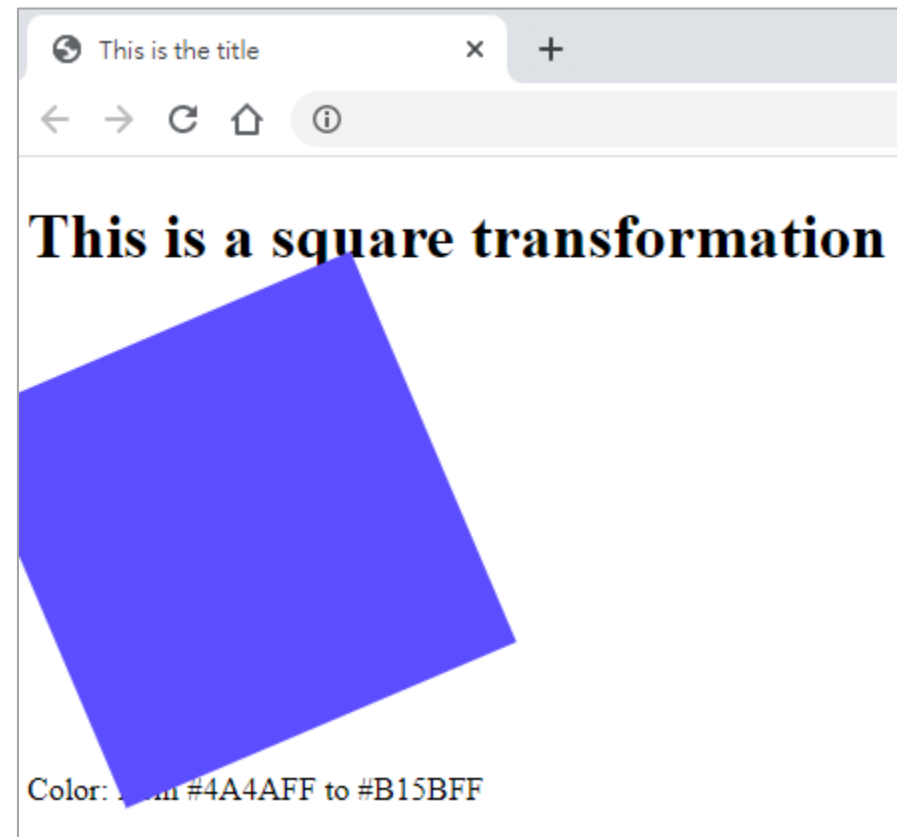 This is the title
This is a square transformation
Color: #4A4AFF to #B15BFF